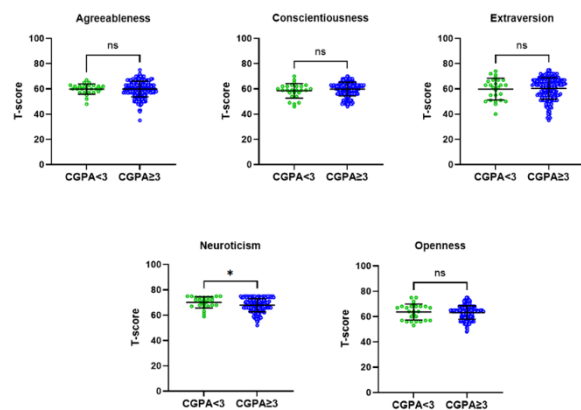 Agreeableness
ns
T-score
100
80
60
40
20
0
CGPA<3 CGPA≥3
Conscientiousness
ns
T-score
100
80
60
40
20
0
CGPA<3 CGPA≥3
Extraversion
ns
T-score
100
80
60
40
20
0
CGPA<3 CGPA≥3
Neuroticism
*
T-score
100
80
60
40
20
0
CGPA<3 CGPA≥3
Openness
ns
T-score
100
80
60
40
20
0
CGPA<3 CGPA≥3